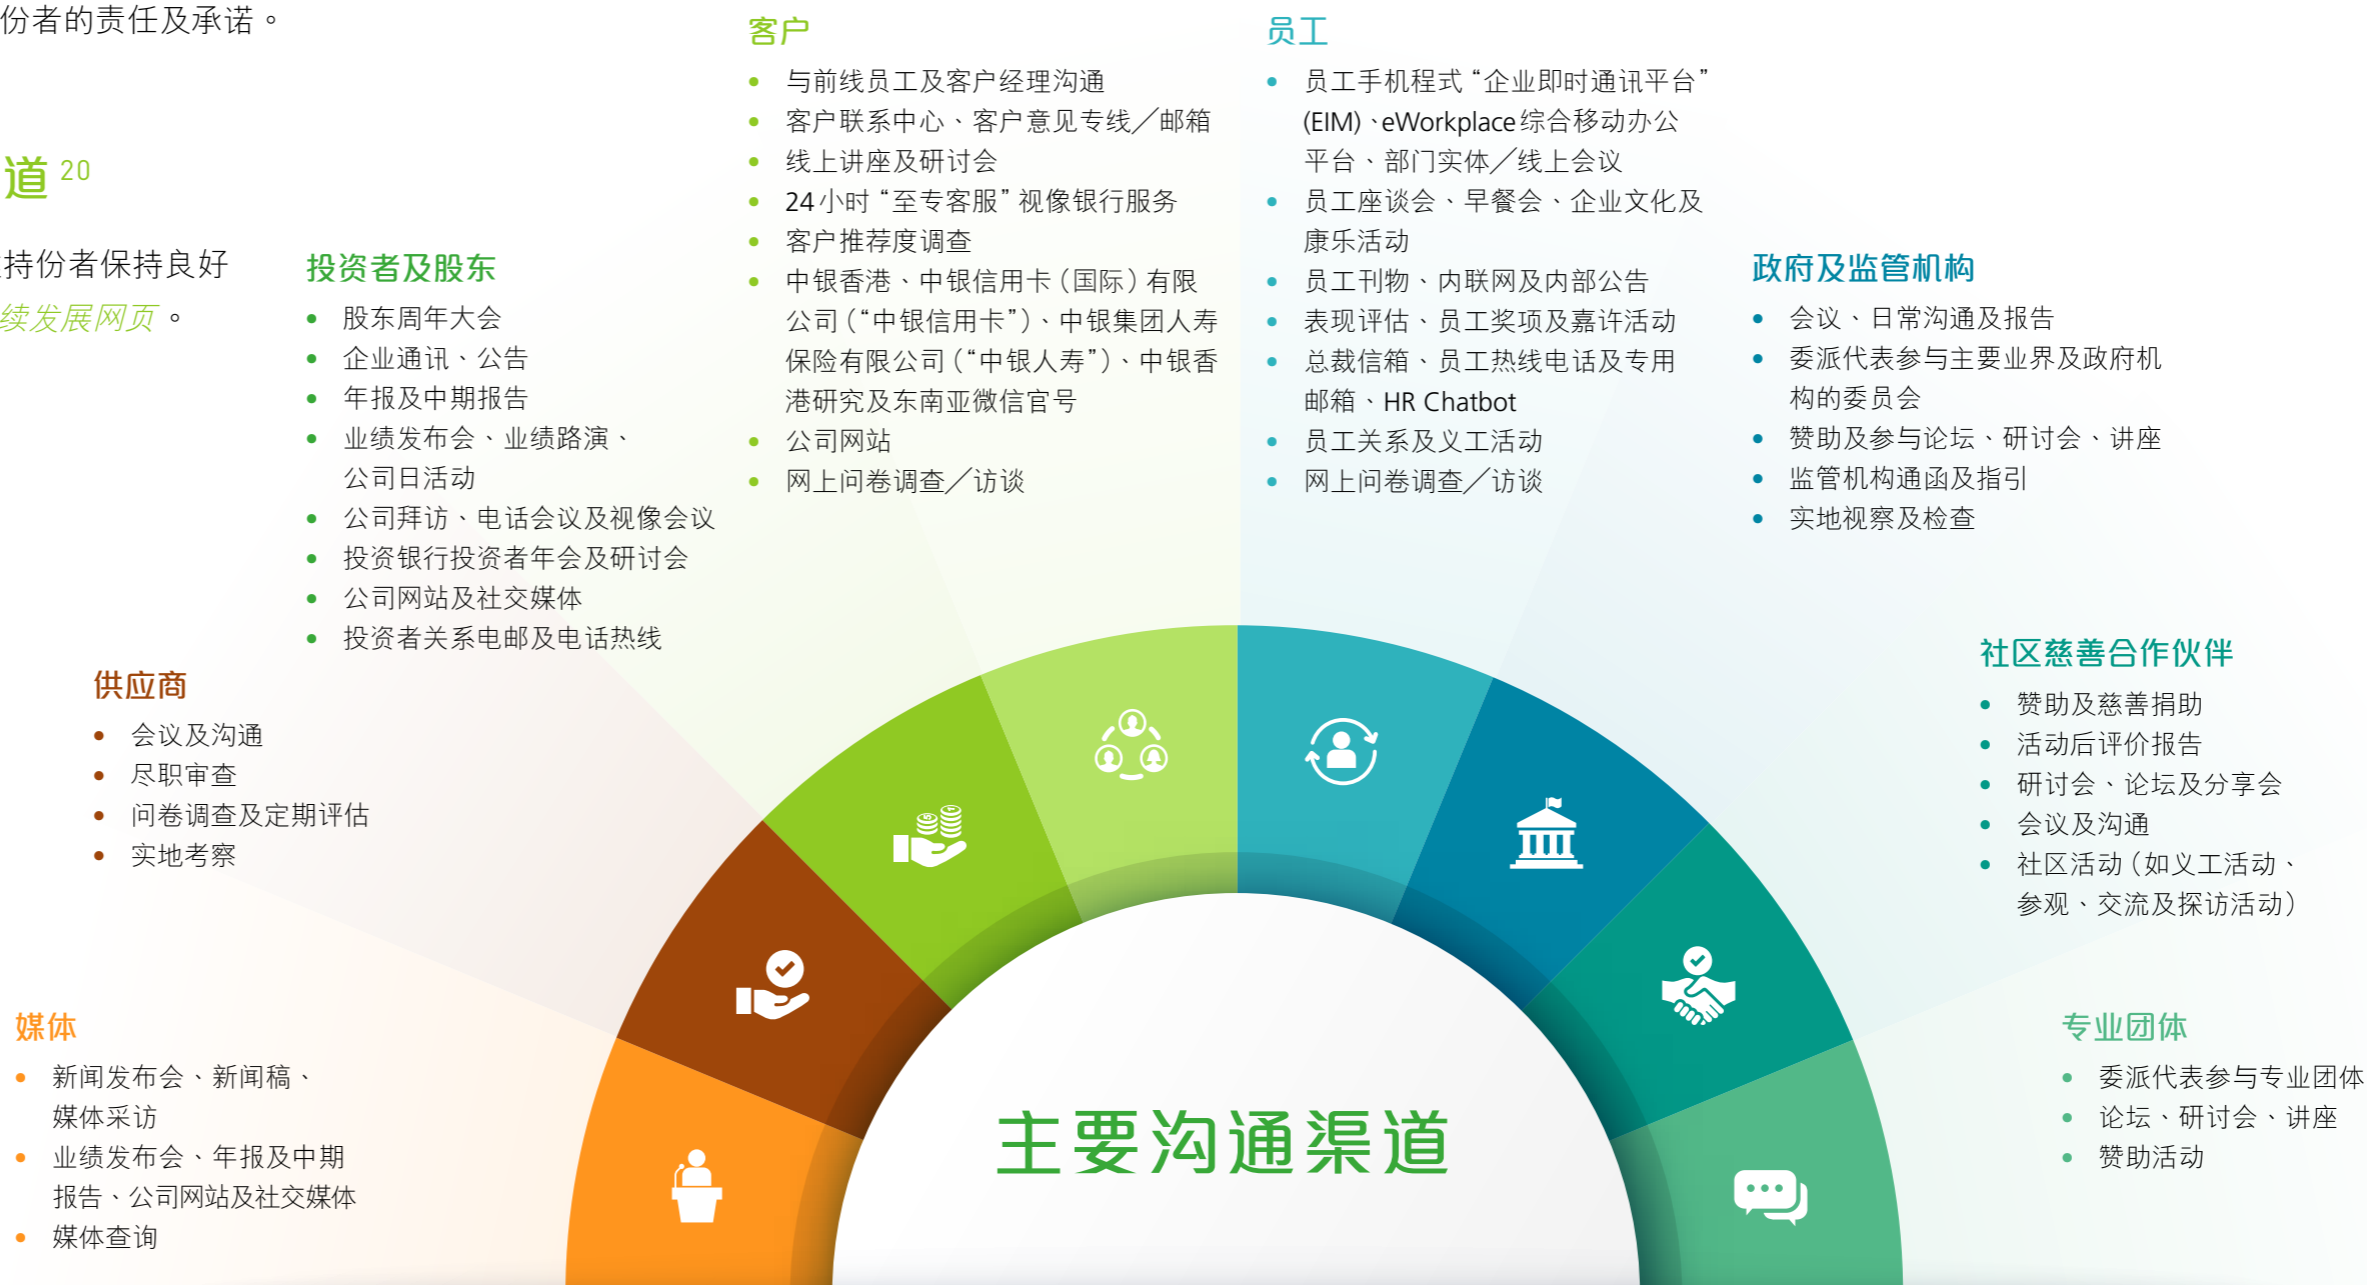 份者的责任及承诺。
道 20
持份者保持良好
续发展网页。
客户
• 与前线员工及客户经理沟通
• 客户联系中心、客户意见专线／邮箱
• 线上讲座及研讨会
• 24小时“至专客服”视像银行服务
• 客户推荐度调查
• 中银香港、中银信用卡（国际）有限
公司（“中银信用卡”）、中银集团人寿
保险有限公司（“中银人寿”）、中银香
港研究及东南亚微信官号
• 公司网站
• 网上问卷调查／访谈
员工
• 员工手机程式“企业即时通讯平台”
(EIM)、eWorkplace综合移动办公
平台、部门实体／线上会议
• 员工座谈会、早餐会、企业文化及
康乐活动
• 员工刊物、内联网及内部公告
• 表现评估、员工奖项及嘉许活动
• 总裁信箱、员工热线电话及专用
邮箱、HR Chatbot
• 员工关系及义工活动
• 网上问卷调查／访谈
投资者及股东
• 股东周年大会
• 企业通讯、公告
• 年报及中期报告
• 业绩发布会、业绩路演、
公司日活动
• 公司拜访、电话会议及视像会议
• 投资银行投资者年会及研讨会
• 公司网站及社交媒体
• 投资者关系电邮及电话热线
政府及监管机构
• 会议、日常沟通及报告
• 委派代表参与主要业界及政府机
构的委员会
• 赞助及参与论坛、研讨会、讲座
• 监管机构通函及指引
• 实地视察及检查
供应商
• 会议及沟通
• 尽职审查
• 问卷调查及定期评估
• 实地考察
社区慈善合作伙伴
• 赞助及慈善捐助
• 活动后评价报告
• 研讨会、论坛及分享会
• 会议及沟通
• 社区活动（如义工活动、
参观、交流及探访活动）
媒体
• 新闻发布会、新闻稿、
媒体采访
• 业绩发布会、年报及中期
报告、公司网站及社交媒体
• 媒体查询
专业团体
• 委派代表参与专业团体
• 论坛、研讨会、讲座
• 赞助活动
主要沟通渠道